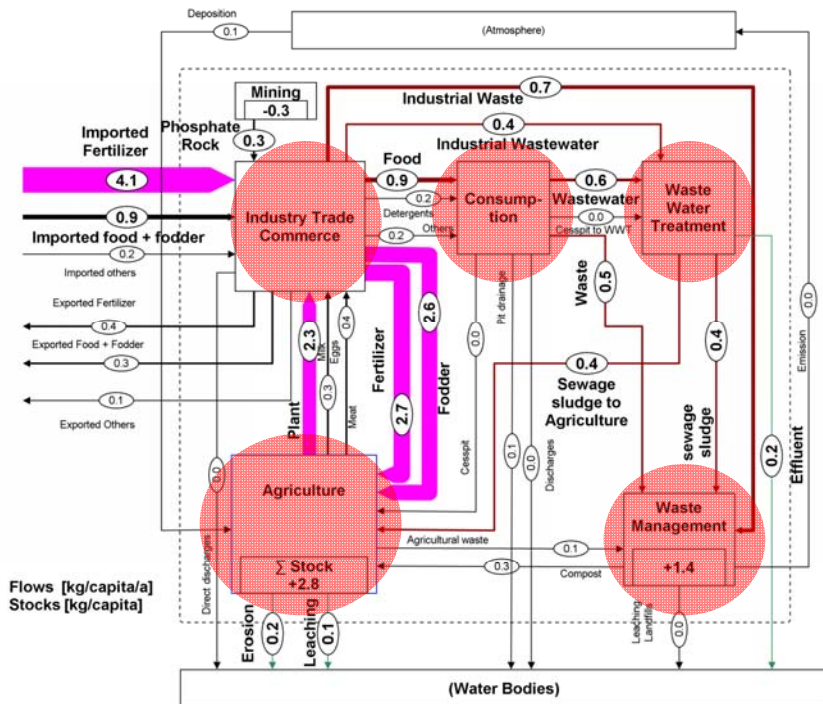 Deposition
0.1
(Atmosphere)
Mining
-0.3
0.7
Industrial Waste
Imported
Fertilizer
Phosphate
Rock
0.3
0.4
Industrial Wastewater
4.1
Food
0.9
0.6
Wastewater
Consump-
tion
Waste
Water
Treatment
0.2
Detergents
0.0
Cesspit to WWT
0.9
Imported food + fodder
Industry Trade
Commerce
0.2
Others
0.2
Imported others
Exported Fertilizer
0.4
Exported Food + Fodder
0.3
0.1
Exported Others
2.3
Plant
Milk
Eggs
0.3
0.4
Meat
Fertilizer
2.7
2.6
Fodder
0.0
Cesspit
Pit drainage
0.1
0.0
Discharges
Waste
0.5
0.4
Sewage
sludge to
Agriculture
0.4
sewage
sludge
0.2
Effluent
0.0
Emission
0.0
Direct discharges
Agriculture
∑ Stock
+2.8
Agricultural waste
0.1
0.3
Compost
Waste
Management
+1.4
Flows [kg/capita/a]
Stocks [kg/capita]
Erosion
0.2
Leaching
0.1
Leaching
Landfills
0.0
(Water Bodies)